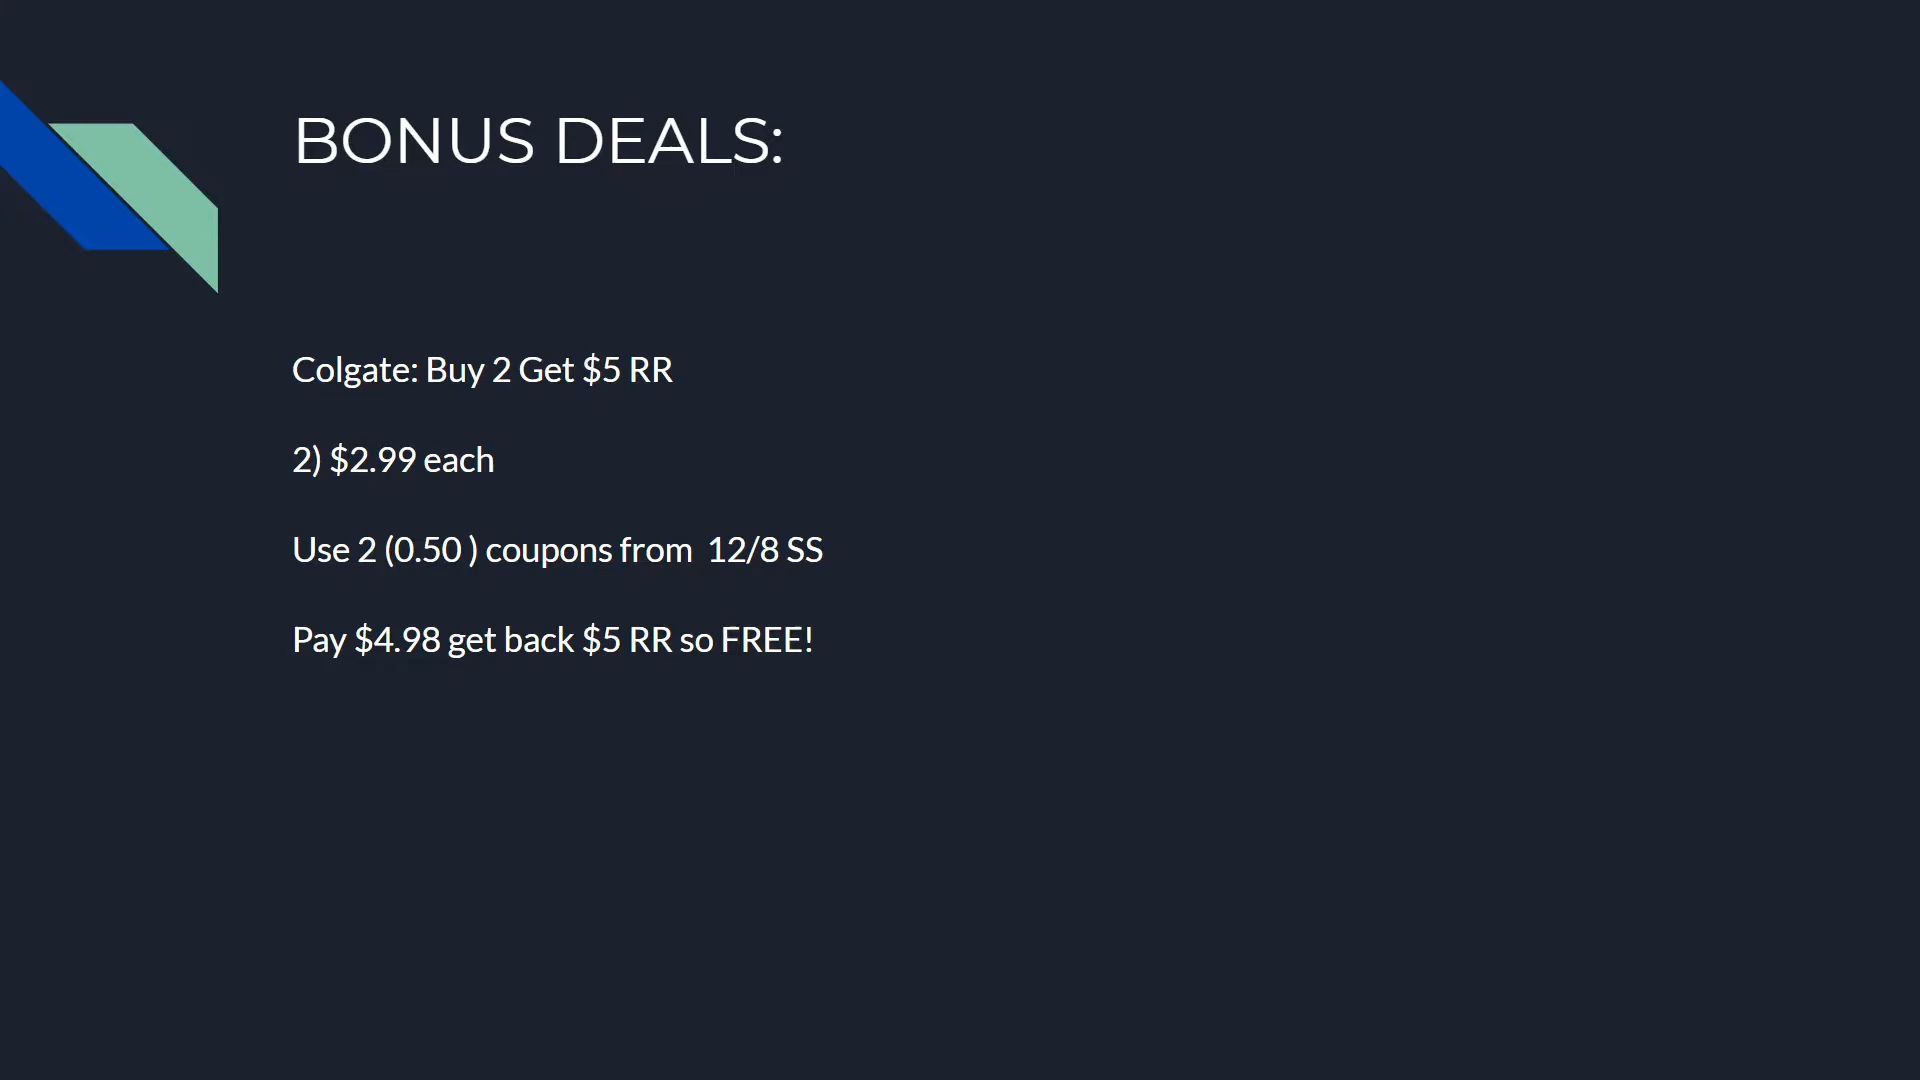 BONUS DEALS:
Colgate: Buy 2 Get $5 RR
2) $2.99 each
Use 2 (0.50 ) coupons from  12/8 SS
Pay $4.98 get back $5 RR so FREE!